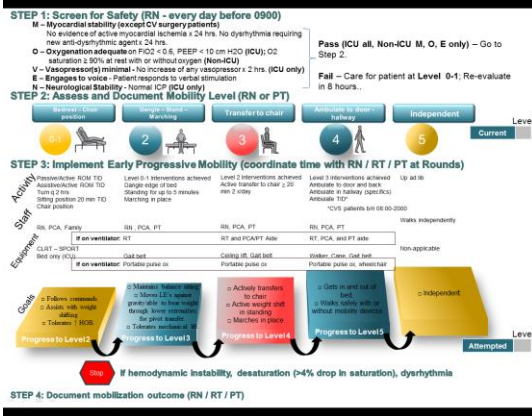 STEP 1: Screen for Safety (RN - every day before 0900)
M – Myocardial stability (except CV surgery patients)
No evidence of active myocardial ischemia x 24 hrs. No dysrhythmia requiring
new anti-dysrhythmic agent x 24 hrs.
O – Oxygenation adequate on FiO2 < 0.6, PEEP < 10 cm H2O (ICU); O2
saturation ≥ 90% at rest with or without oxygen (Non-ICU)
V – Vasopressor(s) minimal - No increase of any vasopressor x 2 hrs. (ICU only)
E – Engages to voice - Patient responds to verbal stimulation
N – Neurological Stability - Normal ICP (ICU only)
Pass (ICU all, Non-ICU M, O, E only) – Go to
Step 2.
Fail – Care for patient at Level 0-1; Re-evaluate
in 8 hours..
STEP 2: Assess and Document Mobility Level (RN or PT)
Bedrest - Chair
position
Dangle - Stand -
Marching
Transfer to chair
Ambulate to door -
hallway
Independent
0-1
2
3
4
5
Leve
Current
STEP 3: Implement Early Progressive Mobility (coordinate time with RN / RT / PT at Rounds)
Activity
Passive/Active ROM TID
Assistive/Active ROM TID
Turn q 2 hrs
Sitting position 20 min TID
Chair position
Level 0-1 interventions achieved
Dangle edge of bed
Standing for up to 5 minutes
Marching in place
Level 2 Interventions achieved
Active transfer to chair ≥ 20
min 2 x/day
Level 3 interventions achieved
Ambulate to door and back
Ambulate in hallway (specifics)
Ambulate TID*
*CVS patients b/n 06:00-2000
Up ad lib
Staff
RN, PCA, Family
RN , PCA, PT
RN, PCA, PT
RN, PCA, PT
Walks independently
If on ventilator: RT
RT and PCA/PT Aide
RT, PCA, and PT aide
Equipment
CLRT – SPORT
Bed only (ICU)
Gait belt
Ceiling lift, Gait belt
Walker, Cane, Gait belt
Non-applicable
If on ventilator: Portable pulse ox
Portable pulse ox
Portable pulse ox, wheelchair
Goals
□ Follows commands
□ Assists with weight
shifting
□ Tolerates ↑ HOB.
Progress to Level2
□ Maintains balance sitting
□ Moves LE's against
gravity/able to bear weight
through lower extremities
for pivot transfer.
□ Tolerates mechanical lift
Progress to Level3
□ Actively transfers
to chair
□ Active weight shift
in standing
□ Marches in place
Progress to Level4
□ Gets in and out of
bed.
□ Walks safely with or
without mobility devices
Progress to Level5
□ Independent
Leve
Attempted
Stop
If hemodynamic instability, desaturation (>4% drop in saturation), dysrhythmia
STEP 4: Document mobilization outcome (RN / RT / PT)